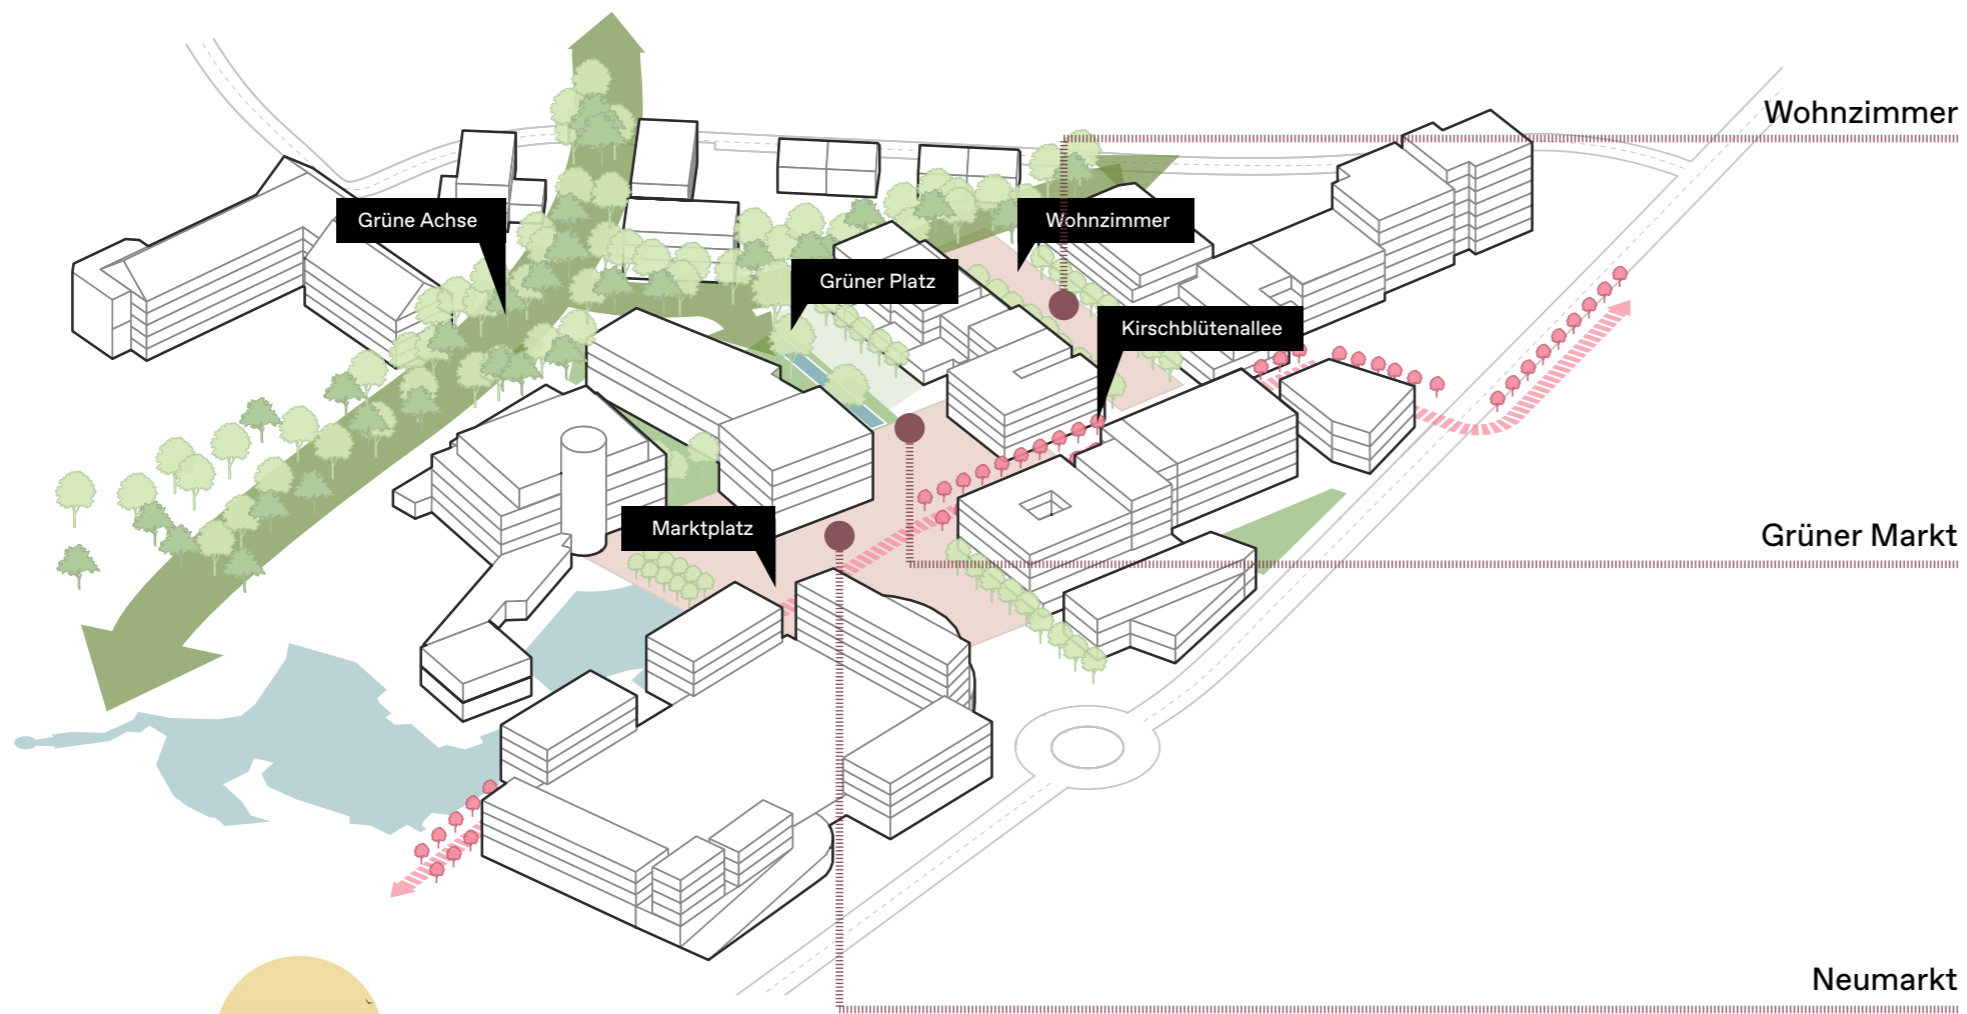 Wohnzimmer
Grüne Achse
Wohnzimmer
Grüner Platz
Kirschblütenallee
Marktplatz
Grüner Markt
Neumarkt